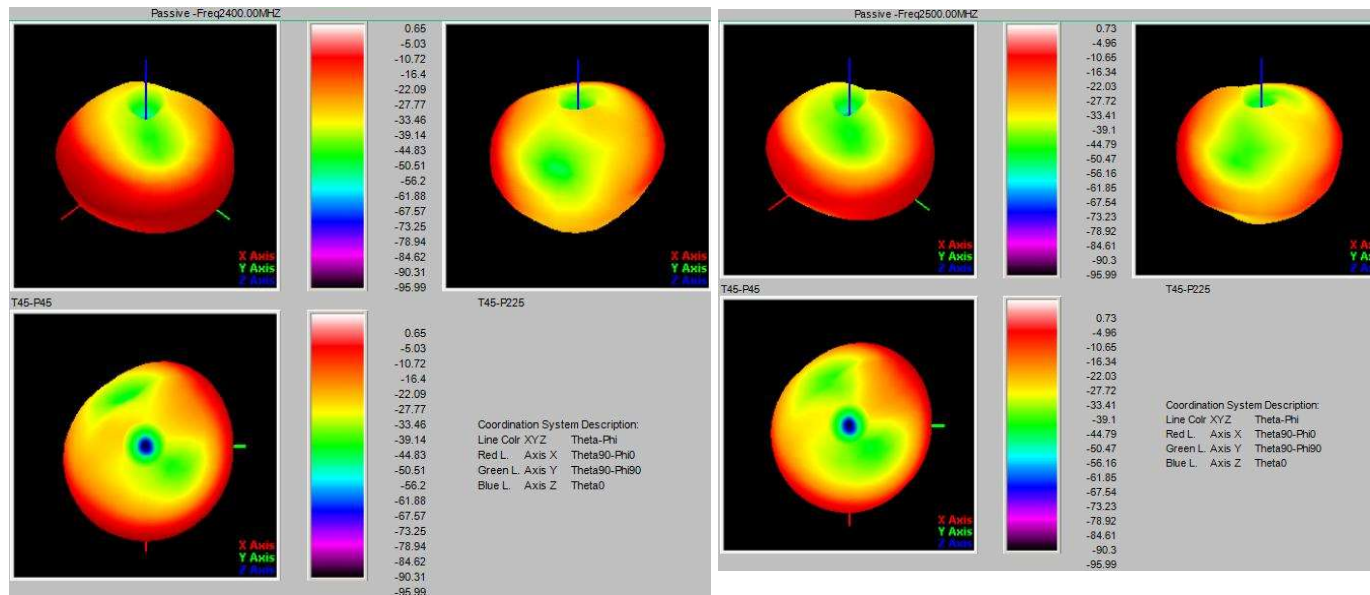 Passive -Freq2400.00MHZ
0.65
-5.03
-10.72
-16.4
-22.09
-27.77
-33.46
-39.14
-44.83
-50.51
-56.2
-61.88
-67.57
-73.25
-78.94
-84.62
-90.31
-95.99
X Axis
Y Axis
Z Axis
X Axis
Y Axis
Z Axis
T45-P45
T45-P225
0.65
-5.03
-10.72
-16.4
-22.09
-27.77
-33.46
-39.14
-44.83
-50.51
-56.2
-61.88
-67.57
-73.25
-78.94
-84.62
-90.31
-95.99
X Axis
Y Axis
Z Axis
Coordination System Description:
Line Colr XYZ Theta-Phi
Red L. Axis X Theta90-Phi0
Green L. Axis Y Theta90-Phi90
Blue L. Axis Z Theta0
Passive -Freq2500.00MHZ
0.73
-4.96
-10.65
-16.34
-22.03
-27.72
-33.41
-39.1
-44.79
-50.47
-56.16
-61.85
-67.54
-73.23
-78.92
-84.61
-90.3
-95.99
X Axis
Y Axis
Z Axis
X Ax
Y Ax
Z Ax
T45-P45
T45-P225
0.73
-4.96
-10.65
-16.34
-22.03
-27.72
-33.41
-39.1
-44.79
-50.47
-56.16
-61.85
-67.54
-73.23
-78.92
-84.61
-90.3
-95.99
X Axis
Y Axis
Z Axis
Coordination System Description:
Line Colr XYZ Theta-Phi
Red L. Axis X Theta90-Phi0
Green L. Axis Y Theta90-Phi90
Blue L. Axis Z Theta0